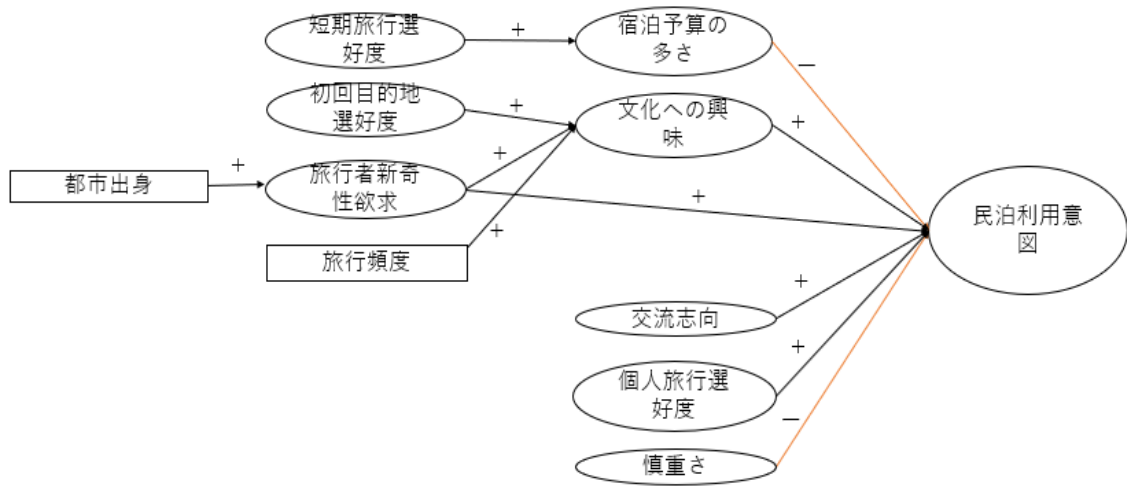 短期旅行選
好度
+
宿泊予算の
多さ
−
初回目的地
選好度
+
文化への興
味
+
都市出身
+
旅行者新奇
性欲求
+
+
民泊利用意
図
旅行頻度
+
交流志向
+
個人旅行選
好度
+
慎重さ
−